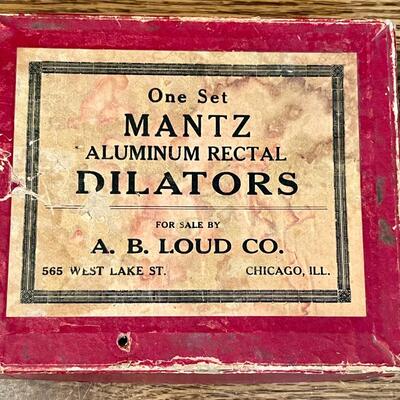 One Set
MANTZ
ALUMINUM RECTAL
DILATORS
FOR SALE BY
A. B. LOUD CO.
565 WEST LAKE ST. CHICAGO, ILL.